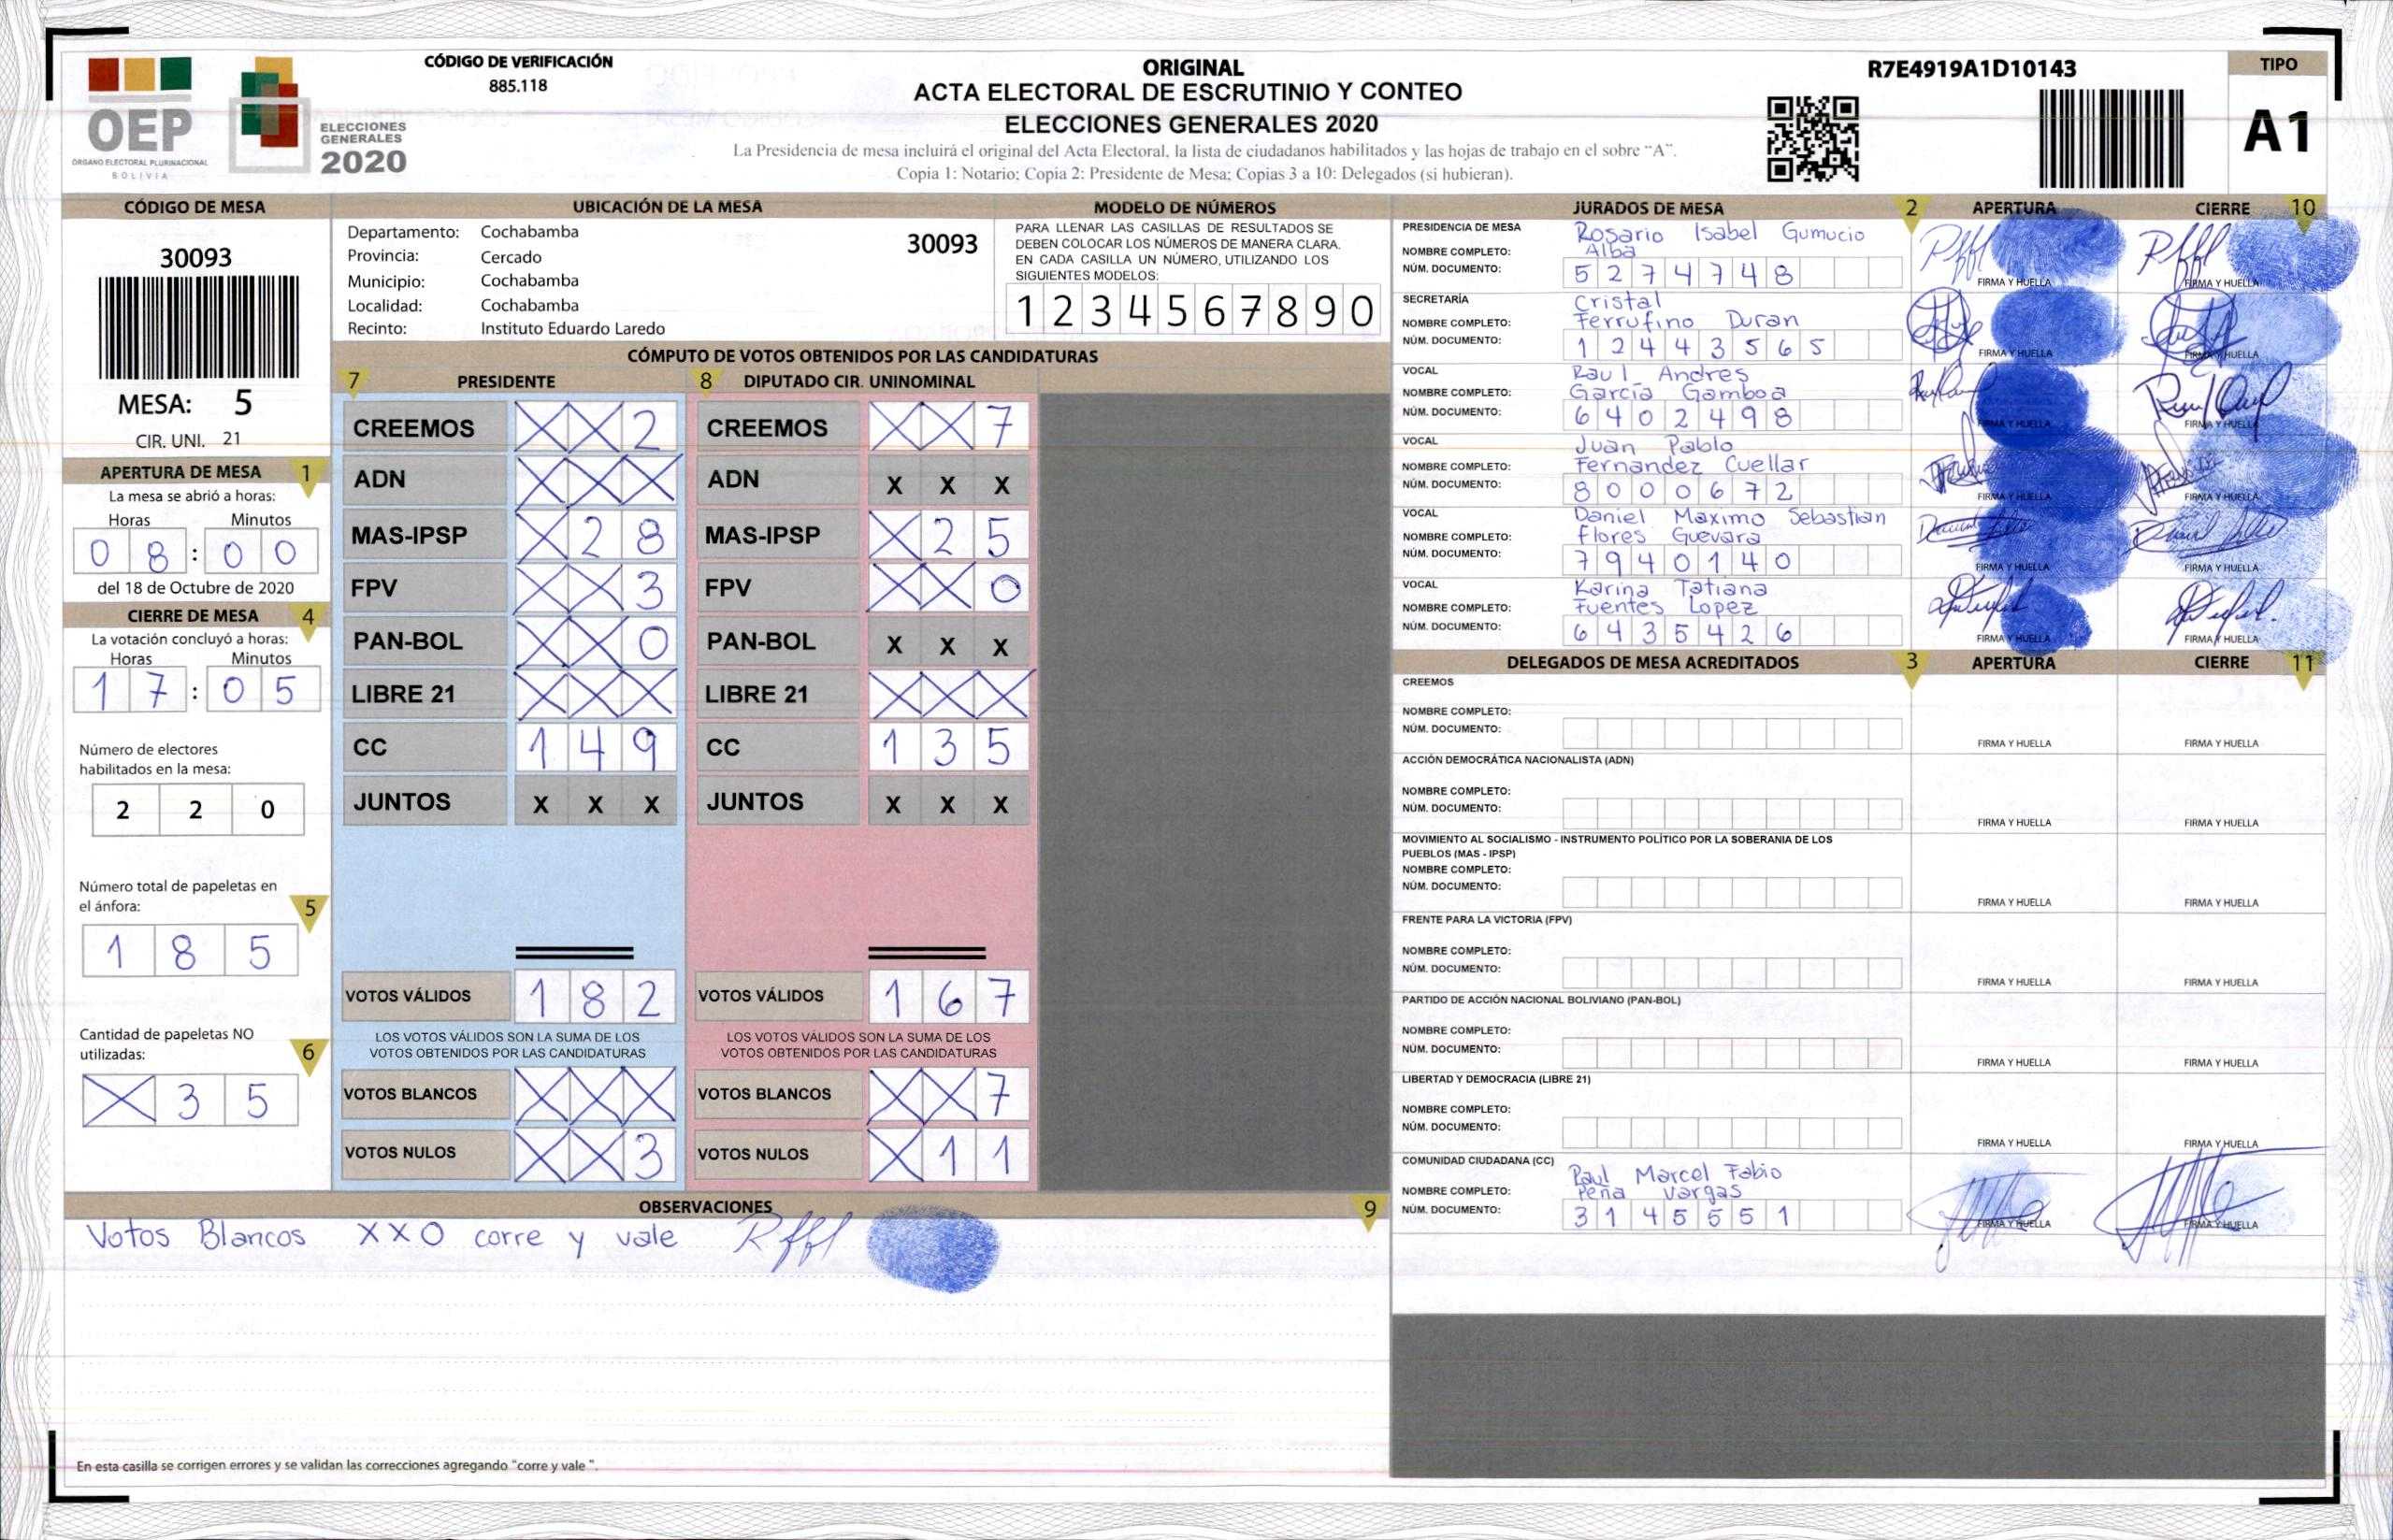 OEP
ÓRGANO ELECTORAL PLURINACIONAL
BOLIVIA
ELECCIONES
GENERALES
2020
CÓDIGO DE VERIFICACIÓN
885.118
ORIGINAL
ACTA ELECTORAL DE ESCRUTINIO Y CONTEO
ELECCIONES GENERALES 2020
La Presidencia de mesa incluirá el original del Acta Electoral, la lista de ciudadanos habilitados y las hojas de trabajo en el sobre “A”.
Copia 1: Notario; Copia 2: Presidente de Mesa; Copias 3 a 10: Delegados (si hubieran).
R7E4919A1D10143
TIPO
A1
CÓDIGO DE MESA
30093
MESA: 5
CIR. UNI. 21
APERTURA DE MESA 1
La mesa se abrió a horas:
Horas Minutos
0 8 : 0 0
del 18 de Octubre de 2020
CIERRE DE MESA 4
La votación concluyó a horas:
Horas Minutos
1 7 : 0 5
Número de electores
habilitados en la mesa:
2 2 0
Número total de papeletas en
el ánfora: 5
1 8 5
Cantidad de papeletas NO
utilizadas: 6
X 3 5
UBICACIÓN DE LA MESA
Departamento: Cochabamba
Provincia: Cercado
Municipio: Cochabamba
Localidad: Cochabamba
Recinto: Instituto Eduardo Laredo
30093
MODELO DE NÚMEROS
PARA LLENAR LAS CASILLAS DE RESULTADOS SE
DEBEN COLOCAR LOS NÚMEROS DE MANERA CLARA.
EN CADA CASILLA UN NÚMERO, UTILIZANDO LOS
SIGUIENTES MODELOS:
1 2 3 4 5 6 7 8 9 0
CÓMPUTO DE VOTOS OBTENIDOS POR LAS CANDIDATURAS
7 PRESIDENTE
CREEMOS X X 2
ADN X X X
MAS-IPSP X 2 8
FPV X X 3
PAN-BOL X X 0
LIBRE 21 X X X
CC 1 4 9
JUNTOS X X X
VOTOS VÁLIDOS 1 8 2
LOS VOTOS VÁLIDOS SON LA SUMA DE LOS
VOTOS OBTENIDOS POR LAS CANDIDATURAS
VOTOS BLANCOS X X X
VOTOS NULOS X X 3
8 DIPUTADO CIR. UNINOMINAL
CREEMOS X X 7
ADN X X X
MAS-IPSP X 2 5
FPV X X 0
PAN-BOL X X X
LIBRE 21 X X X
CC 1 3 5
JUNTOS X X X
VOTOS VÁLIDOS 1 6 7
LOS VOTOS VÁLIDOS SON LA SUMA DE LOS
VOTOS OBTENIDOS POR LAS CANDIDATURAS
VOTOS BLANCOS X X 7
VOTOS NULOS X 1 1
OBSERVACIONES 9
Votos Blancos XX0 corre y vale
En esta casilla se corrigen errores y se validan las correcciones agregando "corre y vale ".
JURADOS DE MESA 2 APERTURA CIERRE 10
PRESIDENCIA DE MESA
Rosario Isabel Gumucio
NOMBRE COMPLETO: Alba
NÚM. DOCUMENTO: 5 2 7 4 7 4 8
FIRMA Y HUELLA FIRMA Y HUELLA
SECRETARÍA
Cristal
NOMBRE COMPLETO: Ferrufino Duran
NÚM. DOCUMENTO: 1 2 4 4 3 5 6 5
FIRMA Y HUELLA FIRMA Y HUELLA
VOCAL
Raul Andres
NOMBRE COMPLETO: García Gamboa
NÚM. DOCUMENTO: 6 4 0 2 4 9 8
FIRMA Y HUELLA FIRMA Y HUELLA
VOCAL
Juan Pablo
NOMBRE COMPLETO: Fernandez Cuellar
NÚM. DOCUMENTO: 8 0 0 0 6 7 2
FIRMA Y HUELLA FIRMA Y HUELLA
VOCAL
Daniel Maximo Sebastian
NOMBRE COMPLETO: Flores Guevara
NÚM. DOCUMENTO: 7 9 4 0 1 4 0
FIRMA Y HUELLA FIRMA Y HUELLA
VOCAL
Karina Tatiana
NOMBRE COMPLETO: Fuentes Lopez
NÚM. DOCUMENTO: 6 4 3 5 4 2 6
FIRMA Y HUELLA FIRMA Y HUELLA
DELEGADOS DE MESA ACREDITADOS 3 APERTURA CIERRE 11
CREEMOS
NOMBRE COMPLETO:
NÚM. DOCUMENTO:
FIRMA Y HUELLA FIRMA Y HUELLA
ACCIÓN DEMOCRÁTICA NACIONALISTA (ADN)
NOMBRE COMPLETO:
NÚM. DOCUMENTO:
FIRMA Y HUELLA FIRMA Y HUELLA
MOVIMIENTO AL SOCIALISMO - INSTRUMENTO POLÍTICO POR LA SOBERANIA DE LOS
PUEBLOS (MAS - IPSP)
NOMBRE COMPLETO:
NÚM. DOCUMENTO:
FIRMA Y HUELLA FIRMA Y HUELLA
FRENTE PARA LA VICTORIA (FPV)
NOMBRE COMPLETO:
NÚM. DOCUMENTO:
FIRMA Y HUELLA FIRMA Y HUELLA
PARTIDO DE ACCIÓN NACIONAL BOLIVIANO (PAN-BOL)
NOMBRE COMPLETO:
NÚM. DOCUMENTO:
FIRMA Y HUELLA FIRMA Y HUELLA
LIBERTAD Y DEMOCRACIA (LIBRE 21)
NOMBRE COMPLETO:
NÚM. DOCUMENTO:
FIRMA Y HUELLA FIRMA Y HUELLA
COMUNIDAD CIUDADANA (CC)
Paul Marcel Fabio
NOMBRE COMPLETO: Peña Vargas
NÚM. DOCUMENTO: 3 1 4 5 5 5 1
FIRMA Y HUELLA FIRMA Y HUELLA